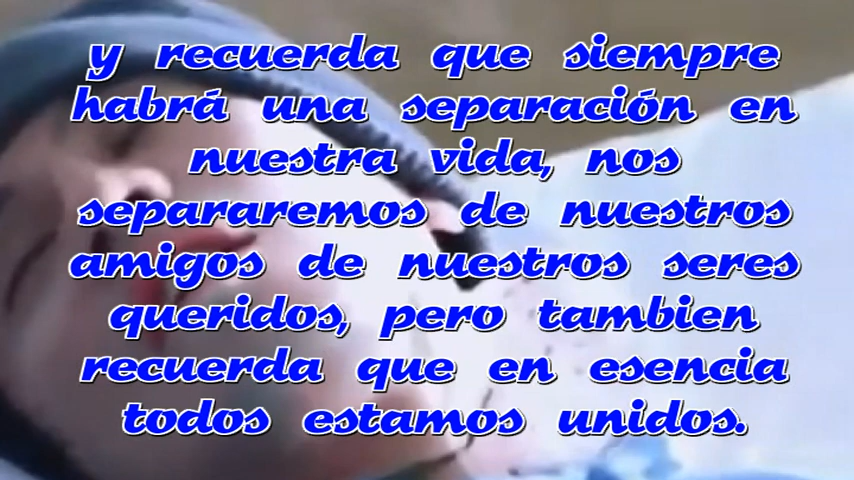 y recuerda que siempre
habrá una separación en
nuestra vida, nos
separaremos de nuestros
amigos de nuestros seres
queridos, pero tambien
recuerda que en esencia
todos estamos unidos.